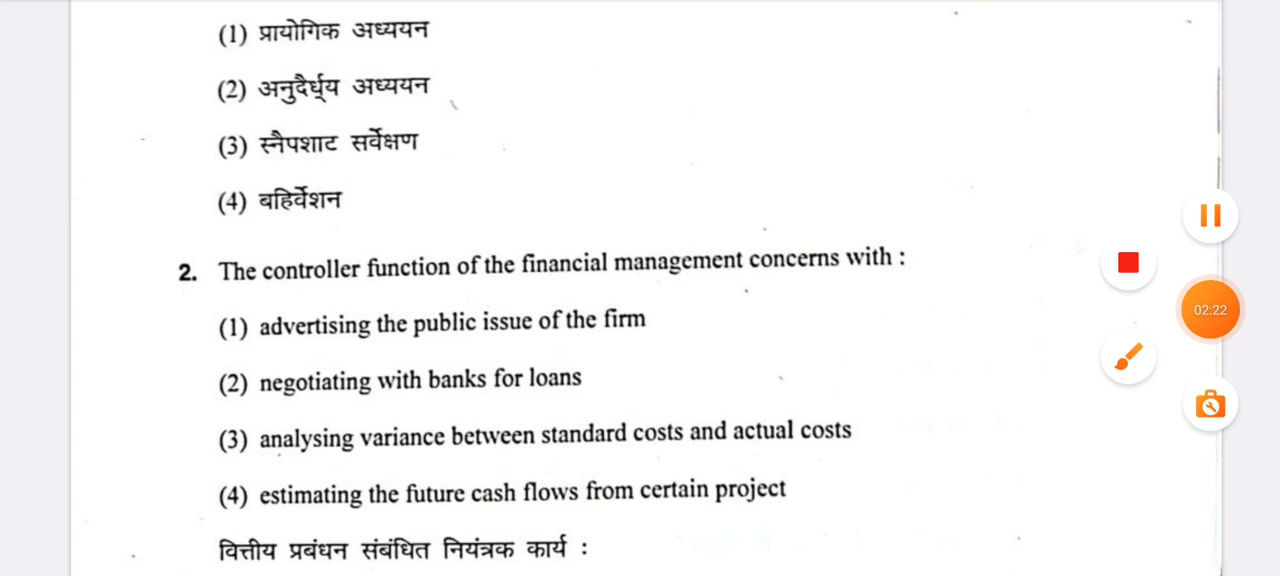 (1) प्रायोगिक अध्ययन
(2) अनुदैर्ध्य अध्ययन
(3) स्नैपशाट सर्वेक्षण
(4) बहिर्वेशन
2. The controller function of the financial management concerns with :
(1) advertising the public issue of the firm
(2) negotiating with banks for loans
(3) analysing variance between standard costs and actual costs
(4) estimating the future cash flows from certain project
वित्तीय प्रबंधन संबंधित नियंत्रक कार्य :
02:22